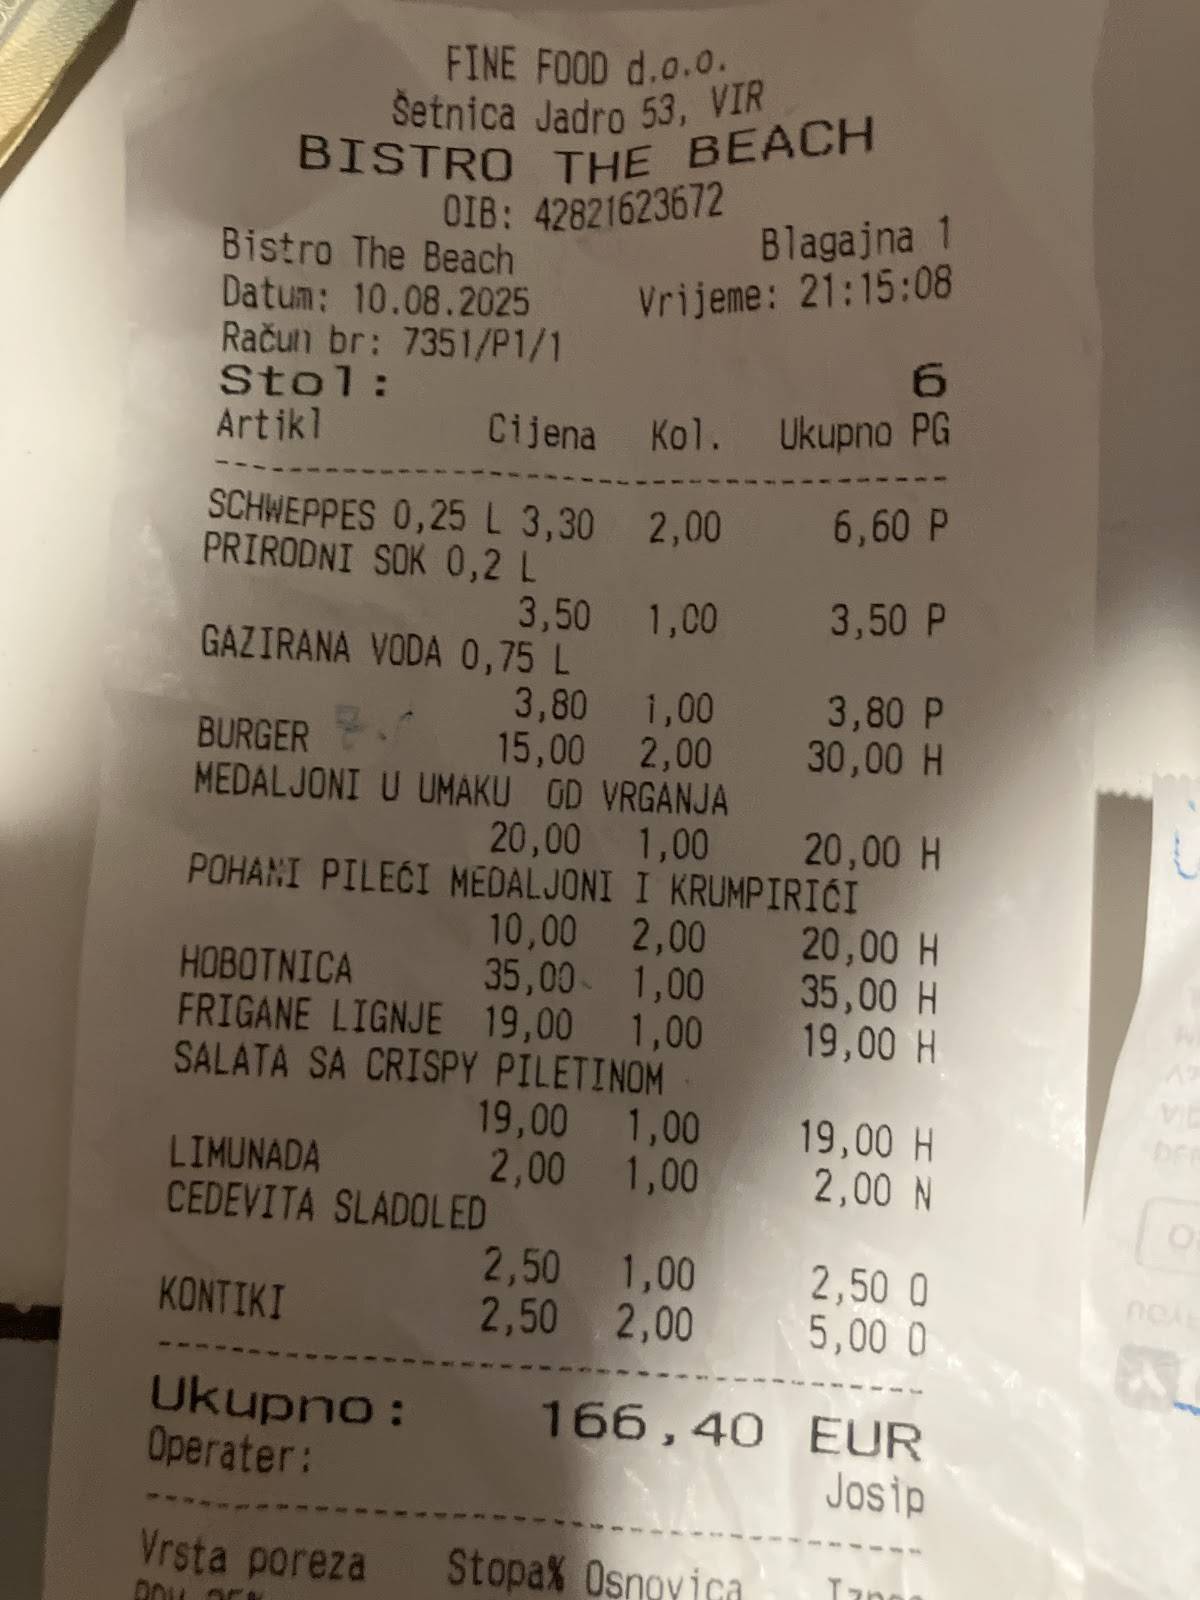 FINE FOOD d.o.o.
Šetnica Jadro 53, VIR
BISTRO THE BEACH
OIB: 42821623672
Bistro The Beach Blagajna 1
Datum: 10.08.2025 Vrijeme: 21:15:08
Račun br: 7351/P1/1
Stol: 6
Artikl Cijena Kol. Ukupno PG
SCHWEPPES 0,25 L 3,30 2,00 6,60 P
PRIRODNI SOK 0,2 L
3,50 1,00 3,50 P
GAZIRANA VODA 0,75 L
3,80 1,00 3,80 P
BURGER 15,00 2,00 30,00 H
MEDALJONI U UMAKU OD VRGANJA
20,00 1,00 20,00 H
POHANI PILEĆI MEDALJONI I KRUMPIRIĆI
10,00 2,00 20,00 H
HOBOTNICA 35,00 1,00 35,00 H
FRIGANE LIGNJE 19,00 1,00 19,00 H
SALATA SA CRISPY PILETINOM
19,00 1,00 19,00 H
LIMUNADA 2,00 1,00 2,00 N
CEDEVITA SLADOLED
2,50 1,00 2,50 O
KONTIKI 2,50 2,00 5,00 O
Ukupno: 166,40 EUR
Operater: Josip
Vrsta poreza Stopa% Osnovica